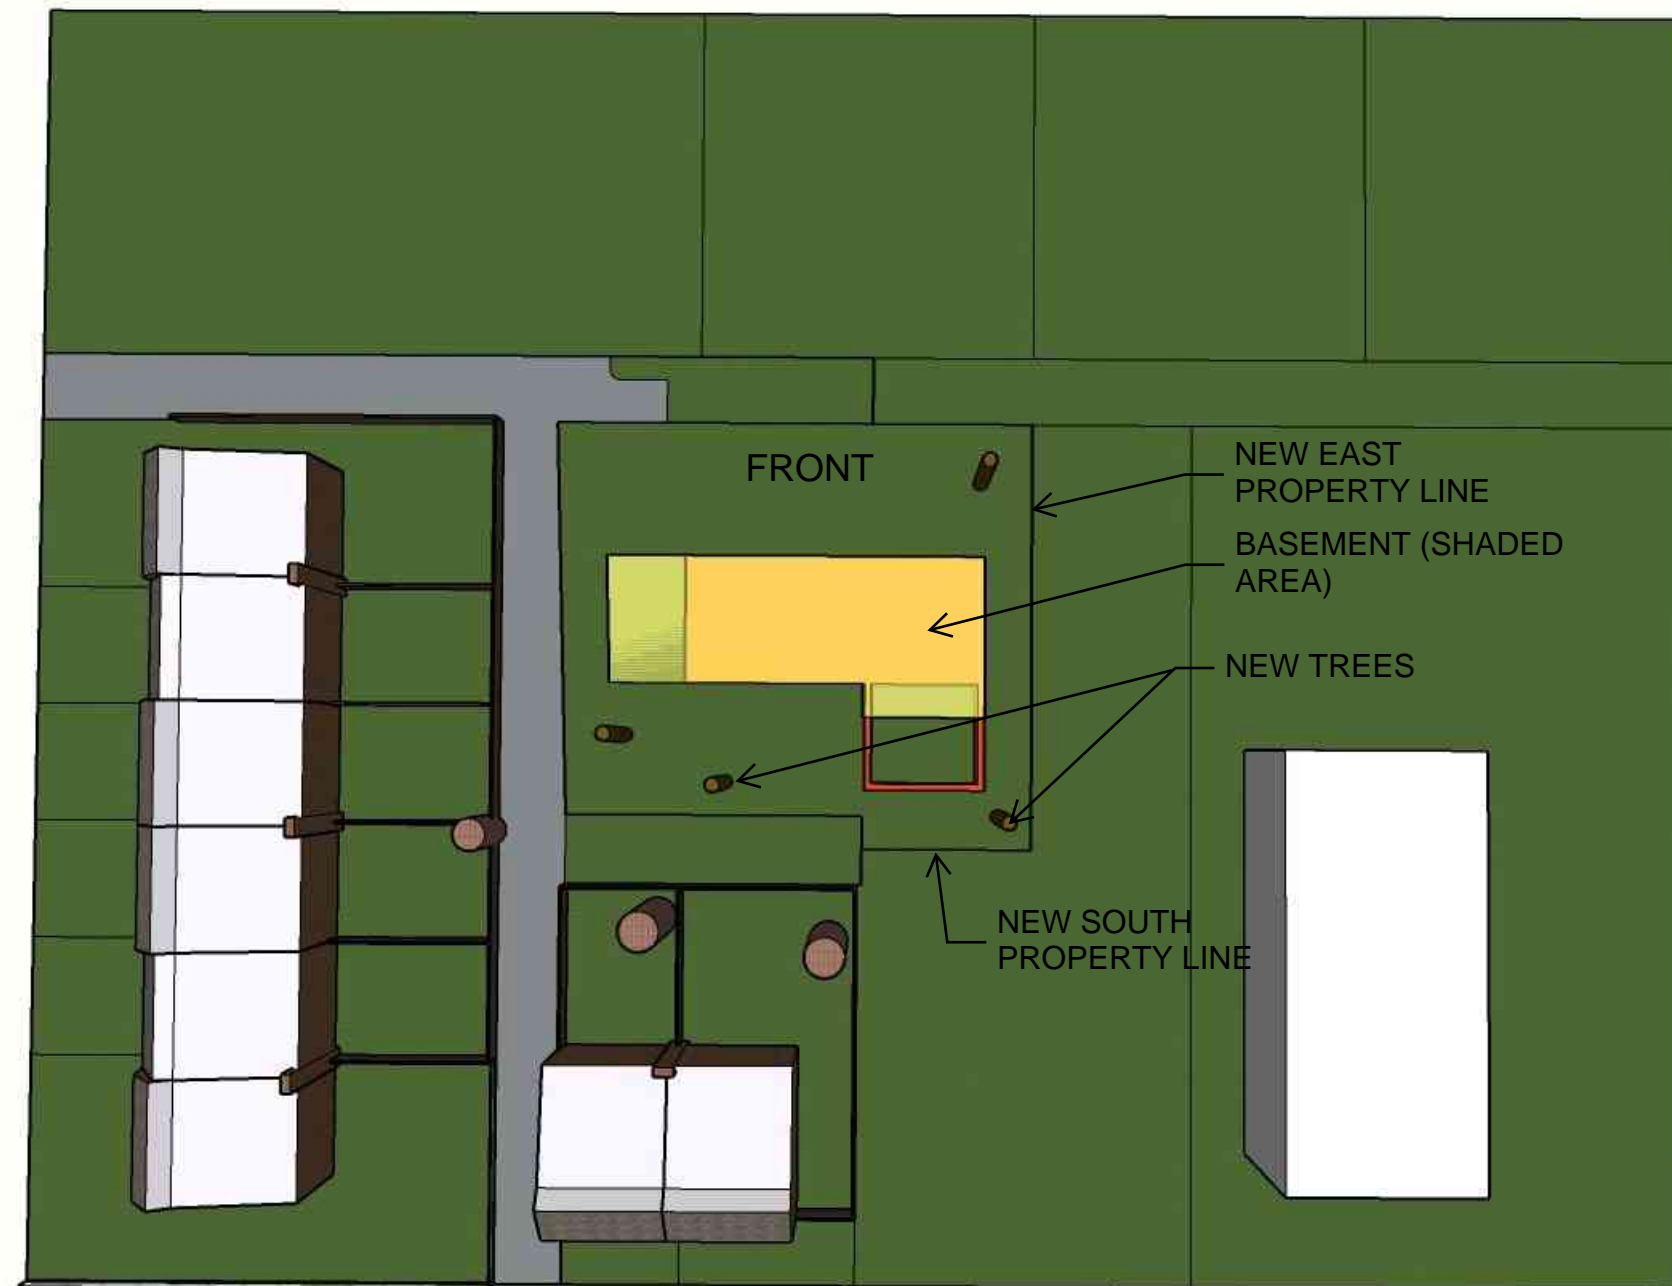 FRONT
NEW EAST
PROPERTY LINE
BASEMENT (SHADED
AREA)
NEW TREES
NEW SOUTH
PROPERTY LINE